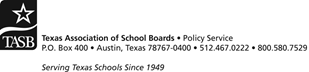 TASB
Texas Association of School Boards • Policy Service
P.O. Box 400 • Austin, Texas 78767-0400 • 512.467.0222 • 800.580.7529
Serving Texas Schools Since 1949